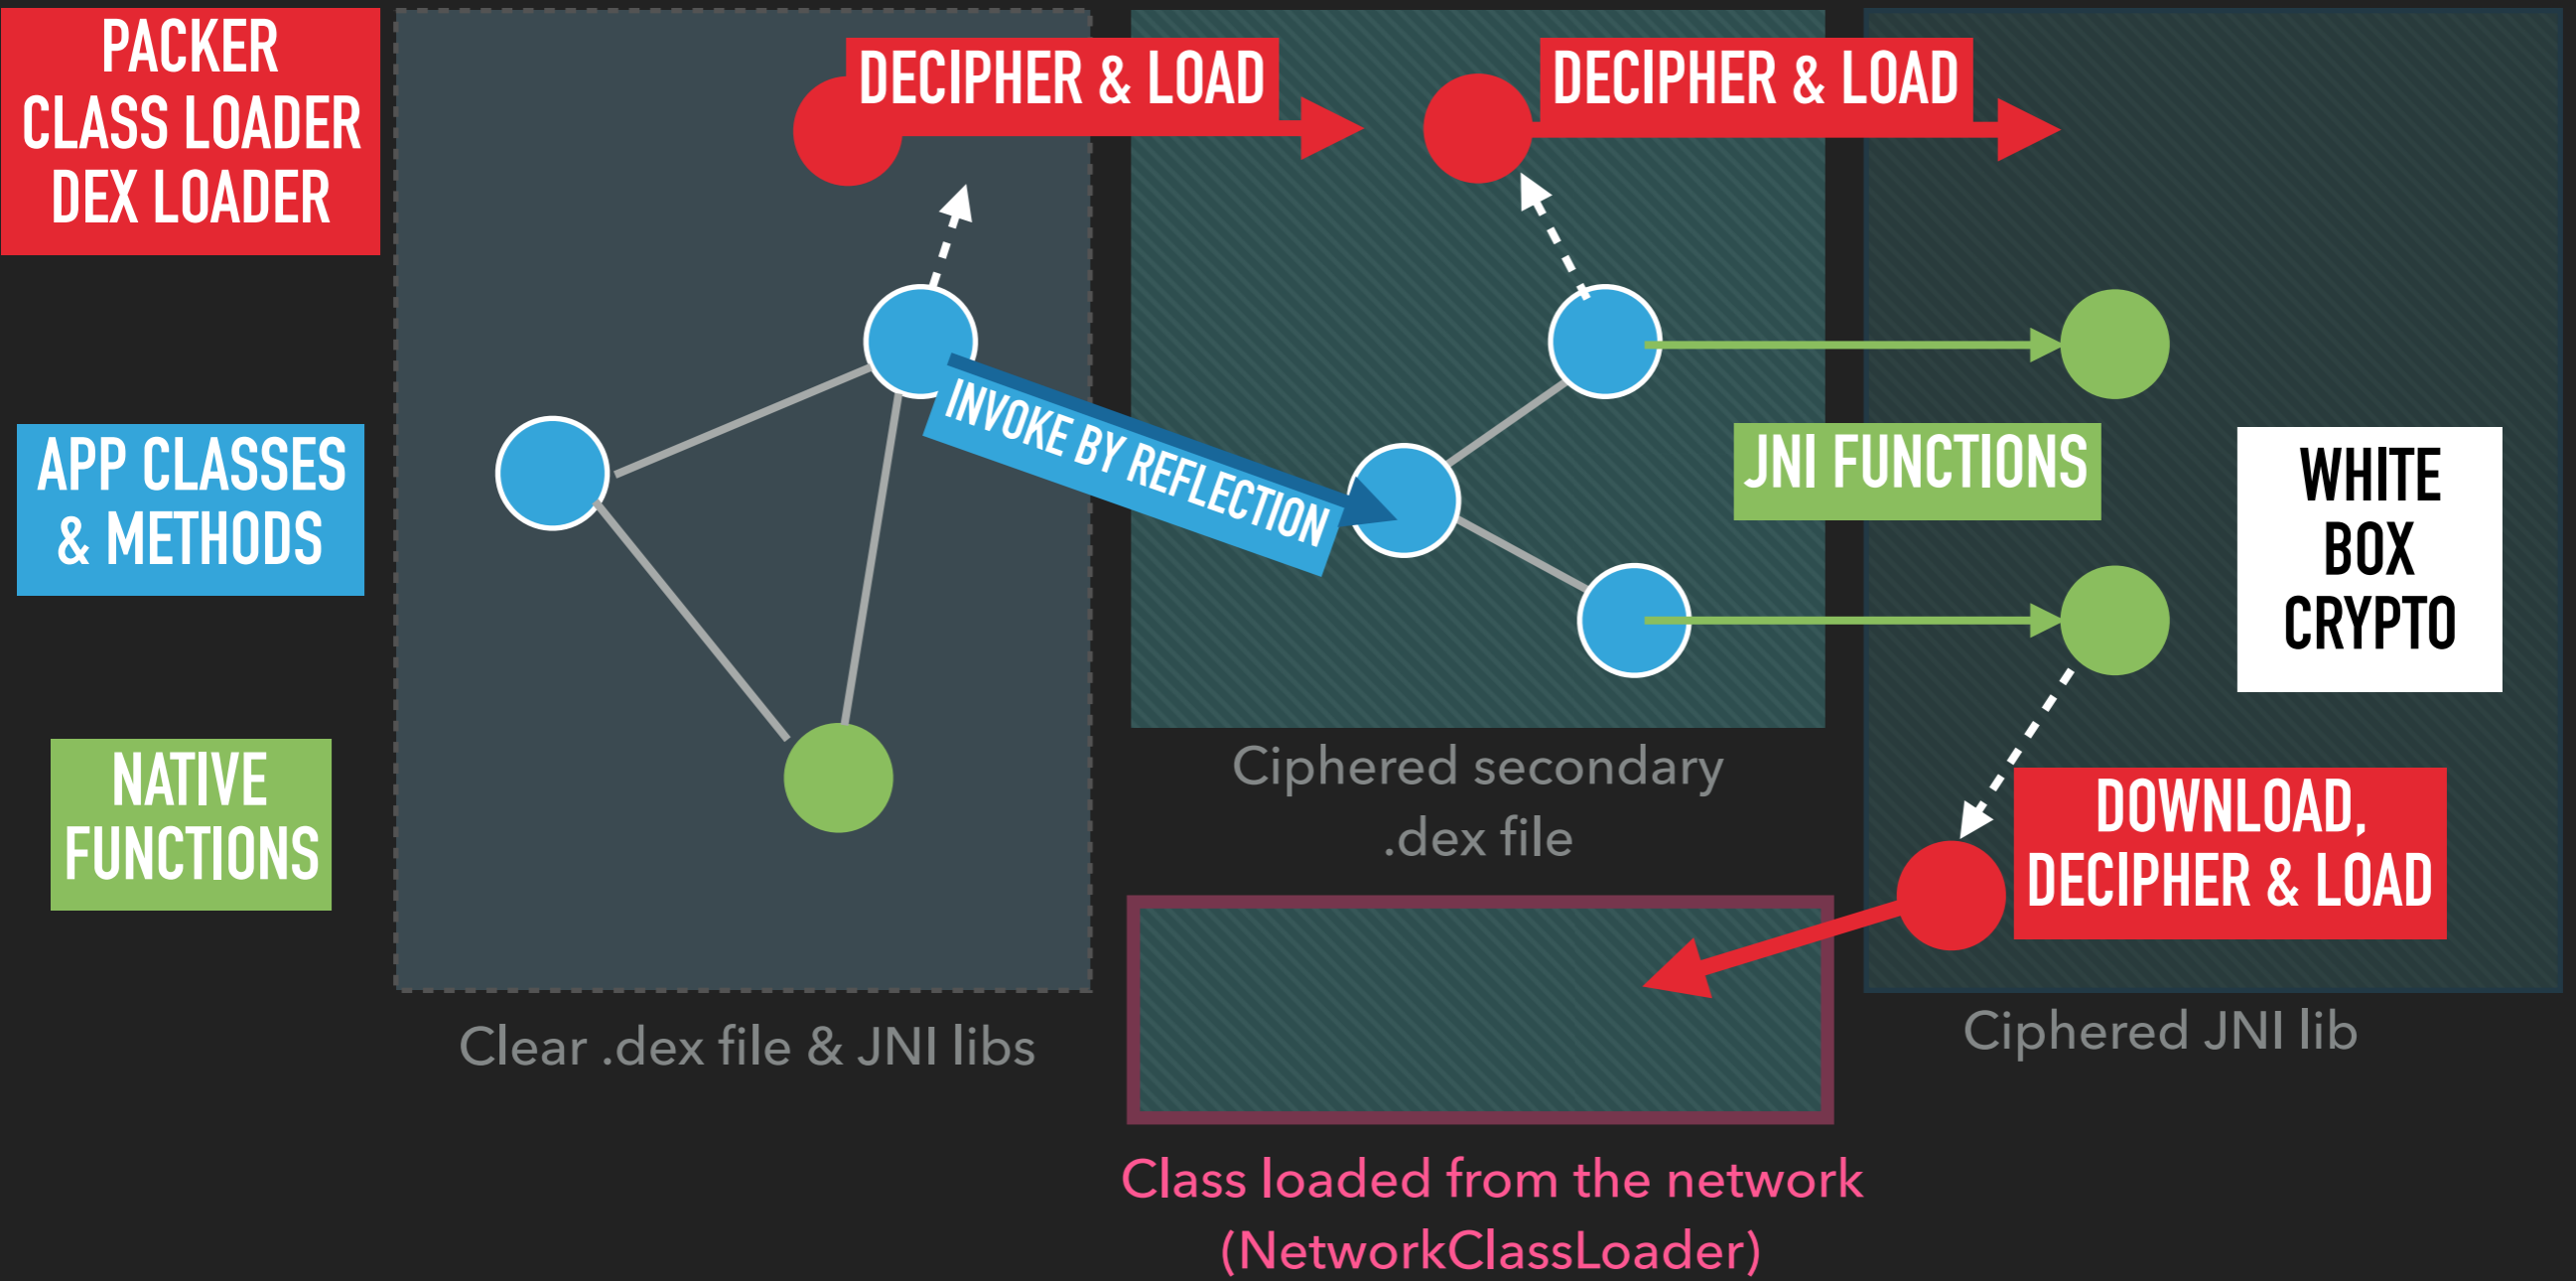 PACKER
CLASS LOADER
DEX LOADER
DECIPHER & LOAD
DECIPHER & LOAD
APP CLASSES
& METHODS
INVOKE BY REFLECTION
JNI FUNCTIONS
WHITE
BOX
CRYPTO
NATIVE
FUNCTIONS
Ciphered secondary
.dex file
DOWNLOAD,
DECIPHER & LOAD
Clear .dex file & JNI libs
Ciphered JNI lib
Class loaded from the network
(NetworkClassLoader)